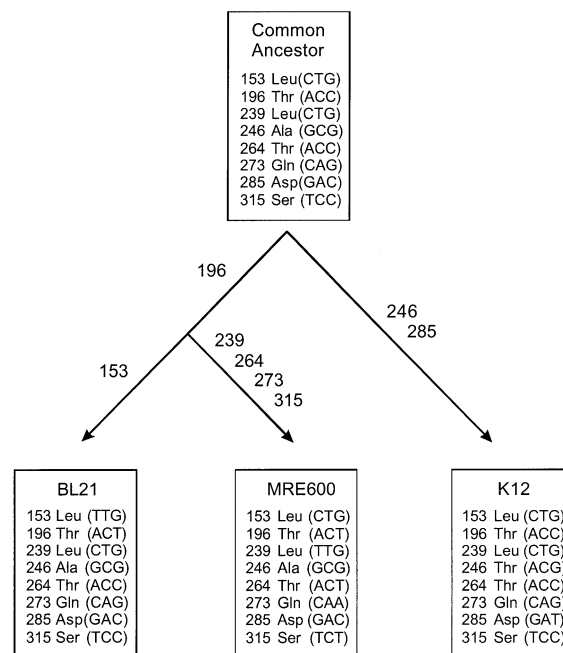 Common
Ancestor
153 Leu(CTG)
196 Thr (ACC)
239 Leu(CTG)
246 Ala (GCG)
264 Thr (ACC)
273 Gln (CAG)
285 Asp(GAC)
315 Ser (TCC)
196
246
285
153
239
264
273
315
BL21
153 Leu (TTG)
196 Thr (ACT)
239 Leu (CTG)
246 Ala (GCG)
264 Thr (ACC)
273 Gln (CAG)
285 Asp(GAC)
315 Ser (TCC)
MRE600
153 Leu (CTG)
196 Thr (ACT)
239 Leu (TTG)
246 Ala (GCG)
264 Thr (ACT)
273 Gln (CAA)
285 Asp (GAC)
315 Ser (TCT)
K12
153 Leu (CTG)
196 Thr (ACC)
239 Leu (CTG)
246 Thr (ACG)
264 Thr (ACC)
273 Gln (CAG)
285 Asp (GAT)
315 Ser (TCC)